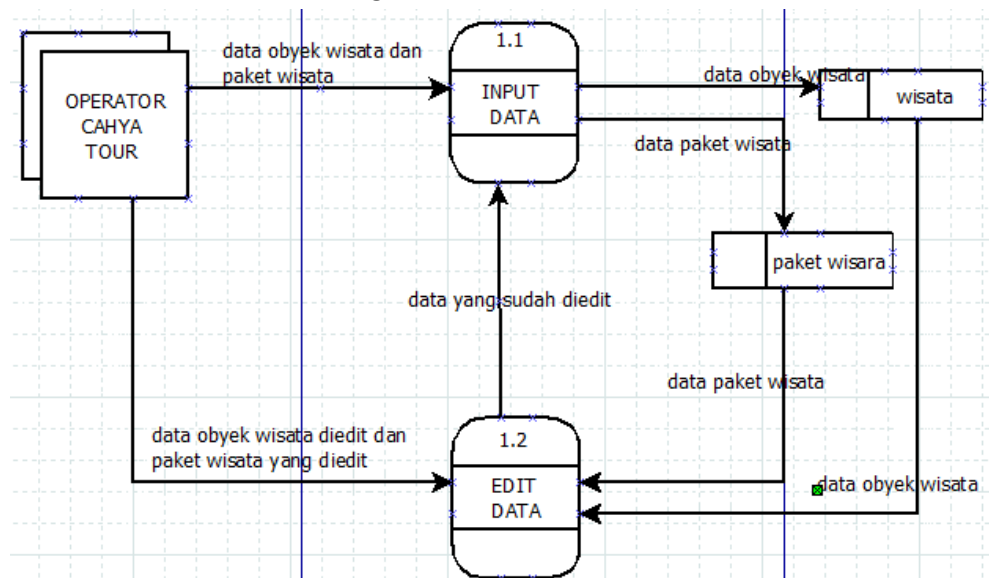 data obyek wisata dan
paket wisata
1.1
INPUT
DATA
data obyek wisata
wisata
OPERATOR
CAHYA
TOUR
data paket wisata
paket wisara
data yang sudah diedit
data paket wisata
data obyek wisata diedit dan
paket wisata yang diedit
1.2
EDIT
DATA
data obyek wisata